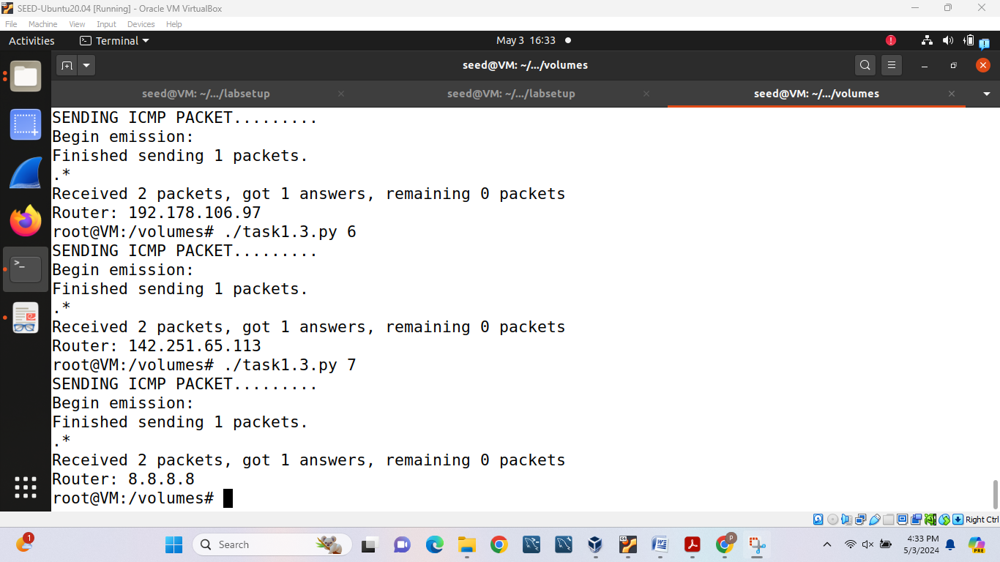 SEED-Ubuntu20.04 [Running] - Oracle VM VirtualBox
File Machine View Input Devices Help
Activities Terminal May 3 16:33
seed@VM: ~/.../volumes
seed@VM: ~/.../labsetup seed@VM: ~/.../labsetup seed@VM: ~/.../volumes
SENDING ICMP PACKET.........
Begin emission:
Finished sending 1 packets.
.*
Received 2 packets, got 1 answers, remaining 0 packets
Router: 192.178.106.97
root@VM:/volumes# ./task1.3.py 6
SENDING ICMP PACKET.........
Begin emission:
Finished sending 1 packets.
.*
Received 2 packets, got 1 answers, remaining 0 packets
Router: 142.251.65.113
root@VM:/volumes# ./task1.3.py 7
SENDING ICMP PACKET.........
Begin emission:
Finished sending 1 packets.
.*
Received 2 packets, got 1 answers, remaining 0 packets
Router: 8.8.8.8
root@VM:/volumes#
Right Ctrl
1 Search P 4:33 PM PRE
5/3/2024